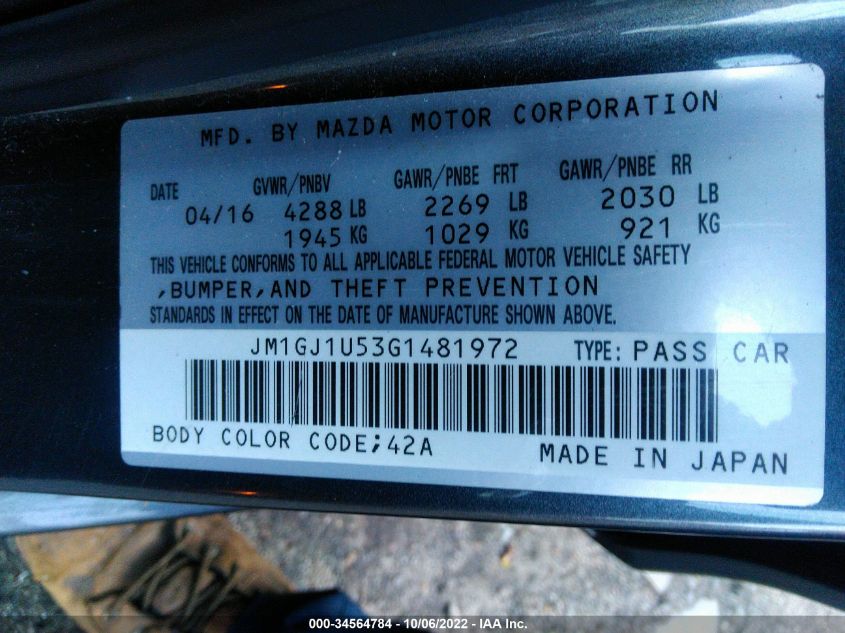 MFD. BY MAZDA MOTOR CORPORATION
DATE GVWR/PNBV GAWR/PNBE FRT GAWR/PNBE RR
04/16 4288 LB 2269 LB 2030 LB
1945 KG 1029 KG 921 KG
THIS VEHICLE CONFORMS TO ALL APPLICABLE FEDERAL MOTOR VEHICLE SAFETY
,BUMPER,AND THEFT PREVENTION
STANDARDS IN EFFECT ON THE DATE OF MANUFACTURE SHOWN ABOVE.
JM1GJ1U53G1481972 TYPE: PASS CAR
BODY COLOR CODE;42A MADE IN JAPAN
000-34564784 - 10/06/2022 - IAA Inc.